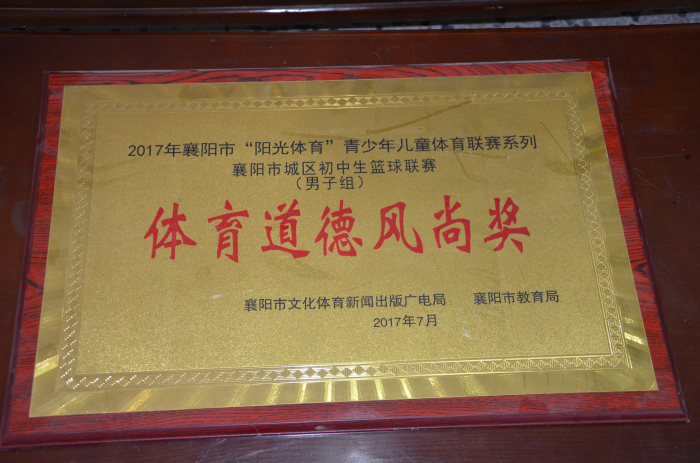 2017年襄阳市“阳光体育”青少年儿童体育联赛系列
襄阳市城区初中生篮球联赛
（男子组）
体育道德风尚奖
襄阳市文化体育新闻出版广电局 襄阳市教育局
2017年7月